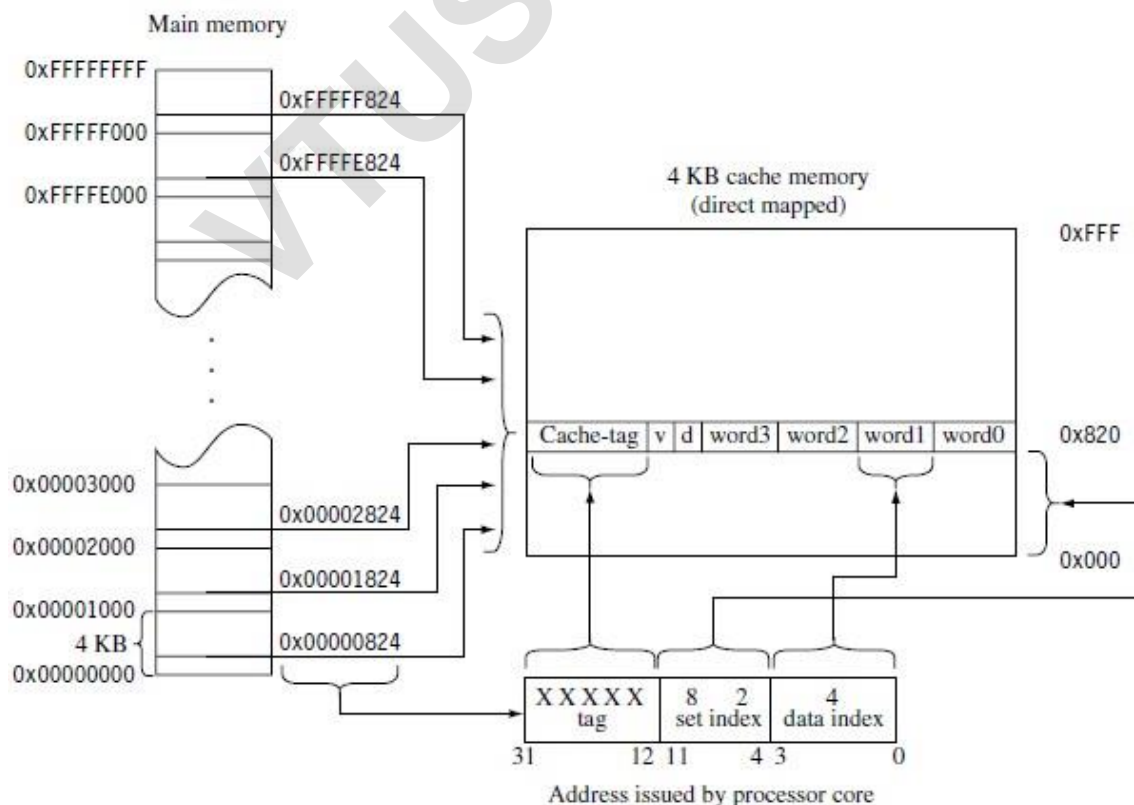 VTUS
Main memory
0xFFFFFFFF
0xFFFFF824
0xFFFFF000
0xFFFFE824
0xFFFFE000
4 KB cache memory
(direct mapped)
0xFFF
.
.
.
Cache-tag v d word3 word2 word1 word0
0x820
0x00003000
0x00002824
0x00002000
0x000
0x00001824
0x00001000
4 KB
0x00000824
0x00000000
X X X X X 8 2 4
tag set index data index
31 12 11 4 3 0
Address issued by processor core